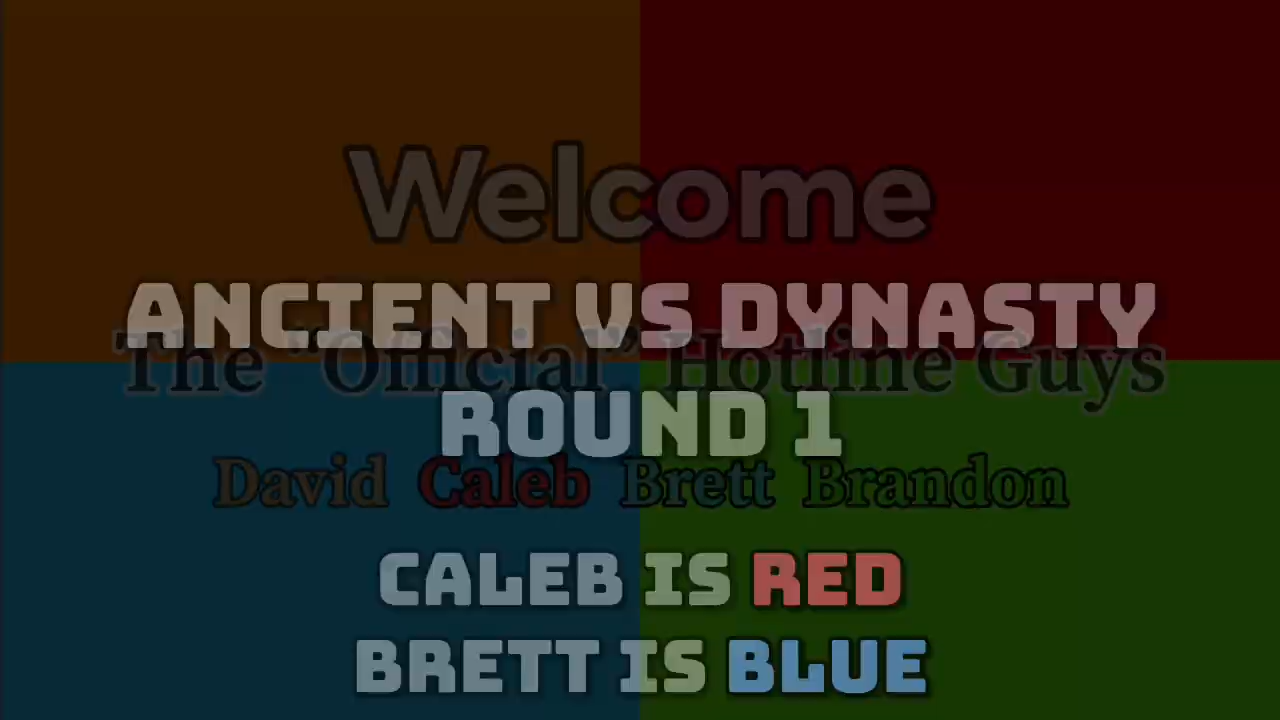 Welcome
ANCIENT VS DYNASTY
The "Official" Hotline Guys
ROUND 1
David Caleb Brett Brandon
CALEB IS RED
BRETT IS BLUE